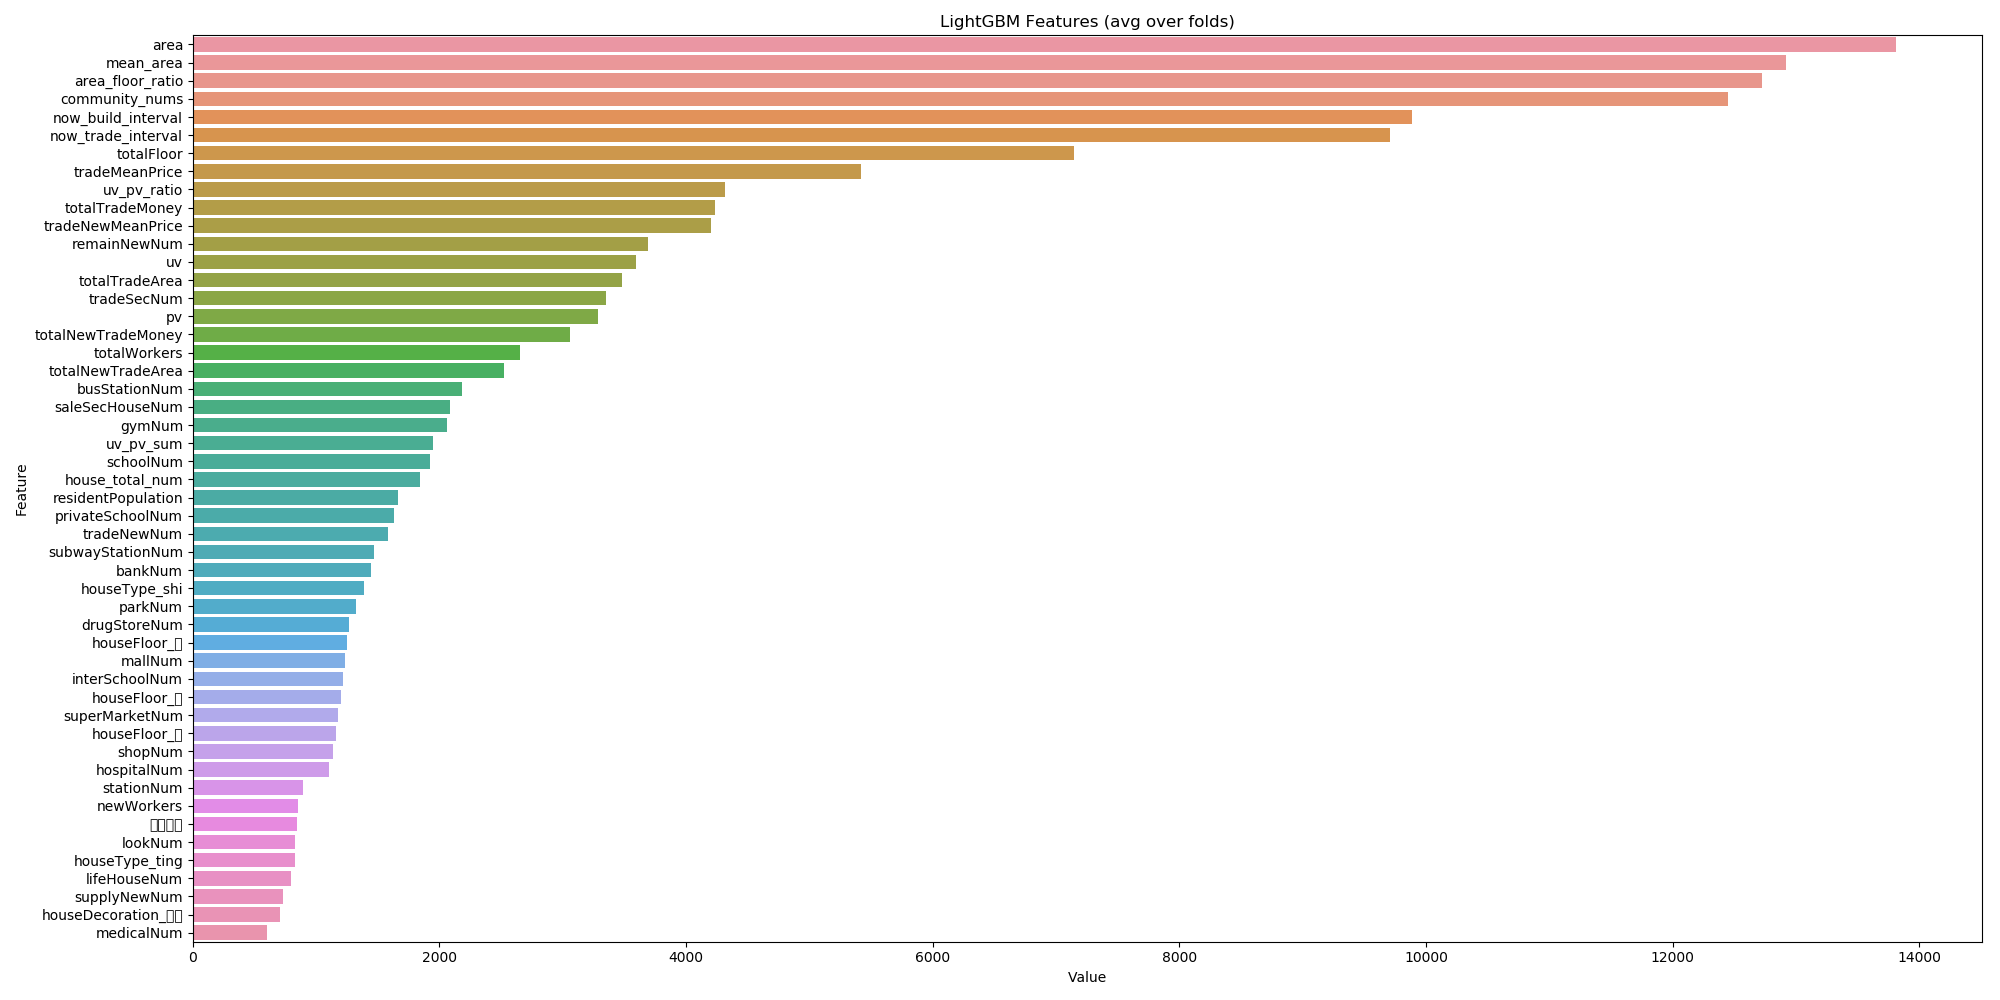 LightGBM Features (avg over folds)
area
mean_area
area_floor_ratio
community_nums
now_build_interval
now_trade_interval
totalFloor
tradeMeanPrice
uv_pv_ratio
totalTradeMoney
tradeNewMeanPrice
remainNewNum
uv
totalTradeArea
tradeSecNum
pv
totalNewTradeMoney
totalWorkers
totalNewTradeArea
busStationNum
saleSecHouseNum
gymNum
uv_pv_sum
schoolNum
house_total_num
residentPopulation
privateSchoolNum
tradeNewNum
subwayStationNum
bankNum
houseType_shi
parkNum
drugStoreNum
houseFloor_
mallNum
interSchoolNum
houseFloor_
superMarketNum
houseFloor_
shopNum
hospitalNum
stationNum
newWorkers
lookNum
houseType_ting
lifeHouseNum
supplyNewNum
houseDecoration_
medicalNum
Feature
0 2000 4000 6000 8000 10000 12000 14000
Value